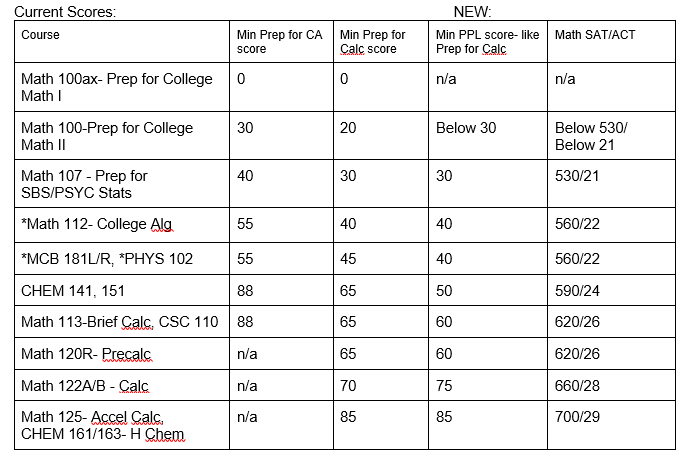 Current Scores: NEW:
Course Min Prep for CA score Min Prep for Calc score Min PPL score- like Prep for Calc Math SAT/ACT
Math 100ax- Prep for College Math I 0 0 n/a n/a
Math 100-Prep for College Math II 30 20 Below 30 Below 530/ Below 21
Math 107 - Prep for SBS/PSYC Stats 40 30 30 530/21
*Math 112- College Alg 55 40 40 560/22
*MCB 181L/R, *PHYS 102 55 45 40 560/22
CHEM 141, 151 88 65 50 590/24
Math 113-Brief Calc, CSC 110 88 65 60 620/26
Math 120R- Precalc n/a 65 60 620/26
Math 122A/B - Calc n/a 70 75 660/28
Math 125- Accel Calc, CHEM 161/163- H Chem n/a 85 85 700/29